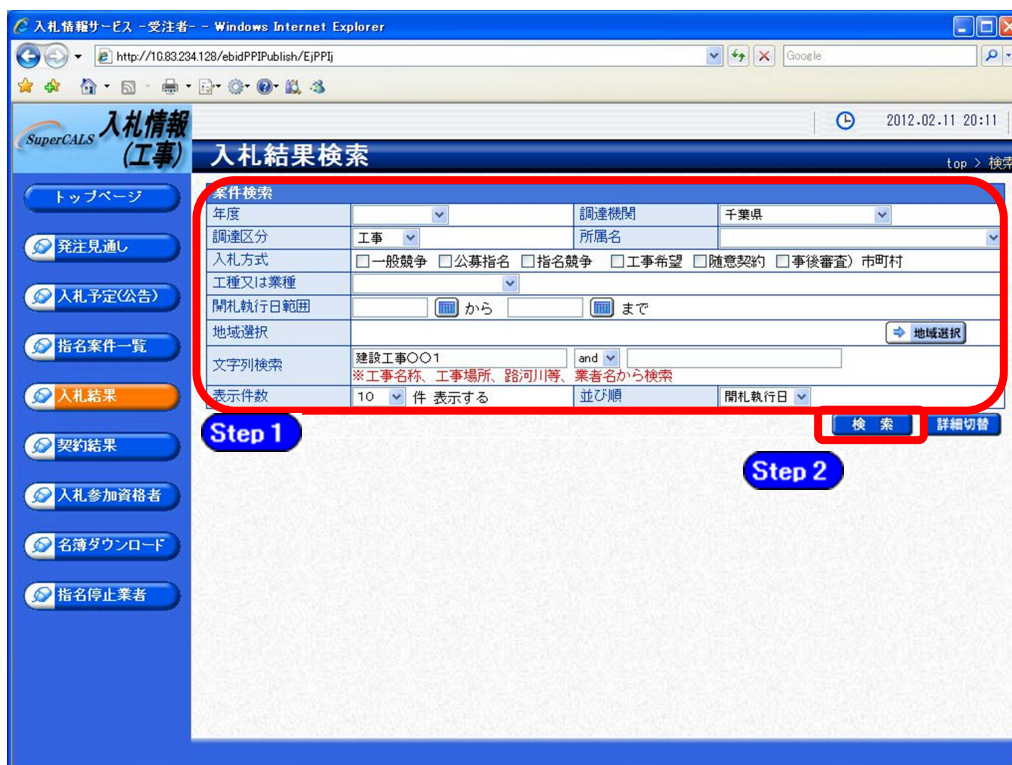 入札情報サービス -受注者- - Windows Internet Explorer
http://10.83.234.128/ebidPPIPublish/EjPPIj
Google
SuperCALS 入札情報
(工事)
2012.02.11 20:11
入札結果検索
top > 検索
トップページ
発注見通し
入札予定(公告)
指名案件一覧
入札結果
契約結果
入札参加資格者
名簿ダウンロード
指名停止業者
案件検索
年度 調達機関 千葉県
調達区分 工事 所属名
入札方式 一般競争 公募指名 指名競争 工事希望 随意契約 事後審査）市町村
工種又は業種
開札執行日範囲 から まで
地域選択 地域選択
文字列検索 建設工事〇〇1 and
※工事名称、工事場所、路河川等、業者名から検索
表示件数 10 件 表示する 並び順 開札執行日
Step 1
検 索 詳細切替
Step 2